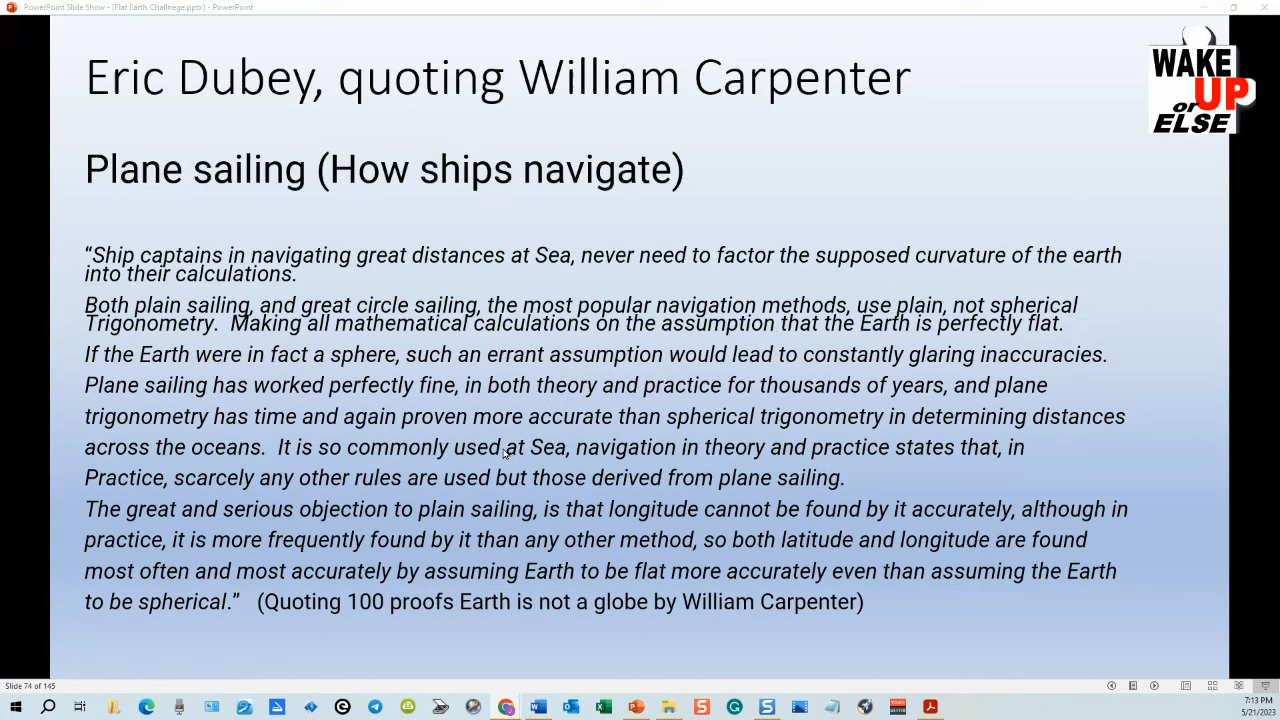 PowerPoint Slide Show - [Flat Earth Challnege.pptx] - PowerPoint
Eric Dubey, quoting William Carpenter
WAKE
UP
or
ELSE
Plane sailing (How ships navigate)
“Ship captains in navigating great distances at Sea, never need to factor the supposed curvature of the earth
into their calculations.
Both plain sailing, and great circle sailing, the most popular navigation methods, use plain, not spherical
Trigonometry.  Making all mathematical calculations on the assumption that the Earth is perfectly flat.
If the Earth were in fact a sphere, such an errant assumption would lead to constantly glaring inaccuracies.
Plane sailing has worked perfectly fine, in both theory and practice for thousands of years, and plane
trigonometry has time and again proven more accurate than spherical trigonometry in determining distances
across the oceans.  It is so commonly used at Sea, navigation in theory and practice states that, in
Practice, scarcely any other rules are used but those derived from plane sailing.
The great and serious objection to plain sailing, is that longitude cannot be found by it accurately, although in
practice, it is more frequently found by it than any other method, so both latitude and longitude are found
most often and most accurately by assuming Earth to be flat more accurately even than assuming the Earth
to be spherical.”   (Quoting 100 proofs Earth is not a globe by William Carpenter)
Slide 74 of 145
7:13 PM
5/21/2023